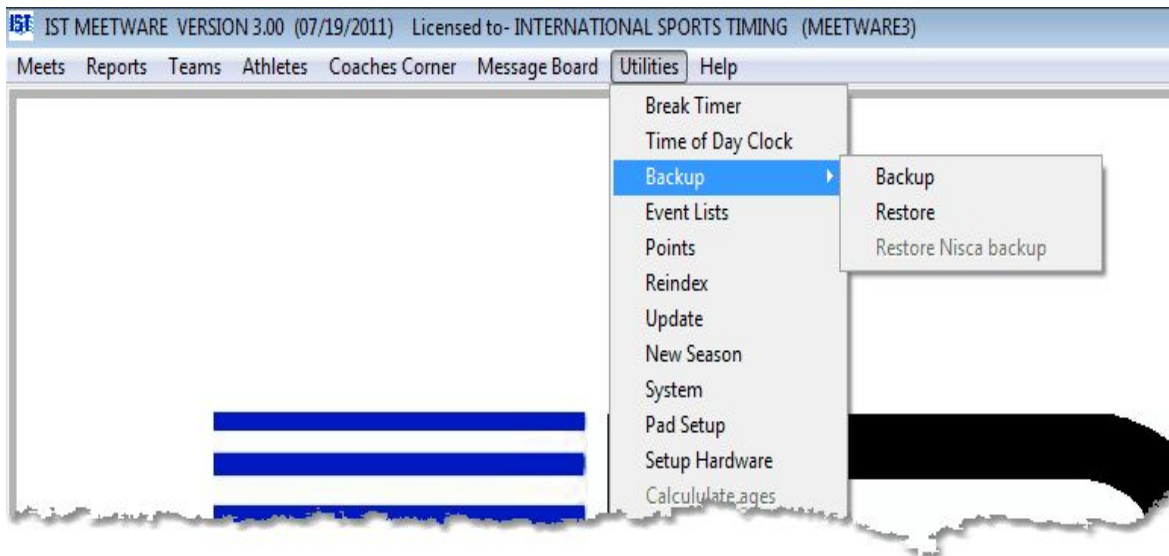 IST IST MEETWARE VERSION 3.00 (07/19/2011) Licensed to- INTERNATIONAL SPORTS TIMING (MEETWARE3)
Meets Reports Teams Athletes Coaches Corner Message Board Utilities Help
Break Timer
Time of Day Clock
Backup
Event Lists
Points
Reindex
Update
New Season
System
Pad Setup
Setup Hardware
Calcululate ages
Backup
Restore
Restore Nisca backup